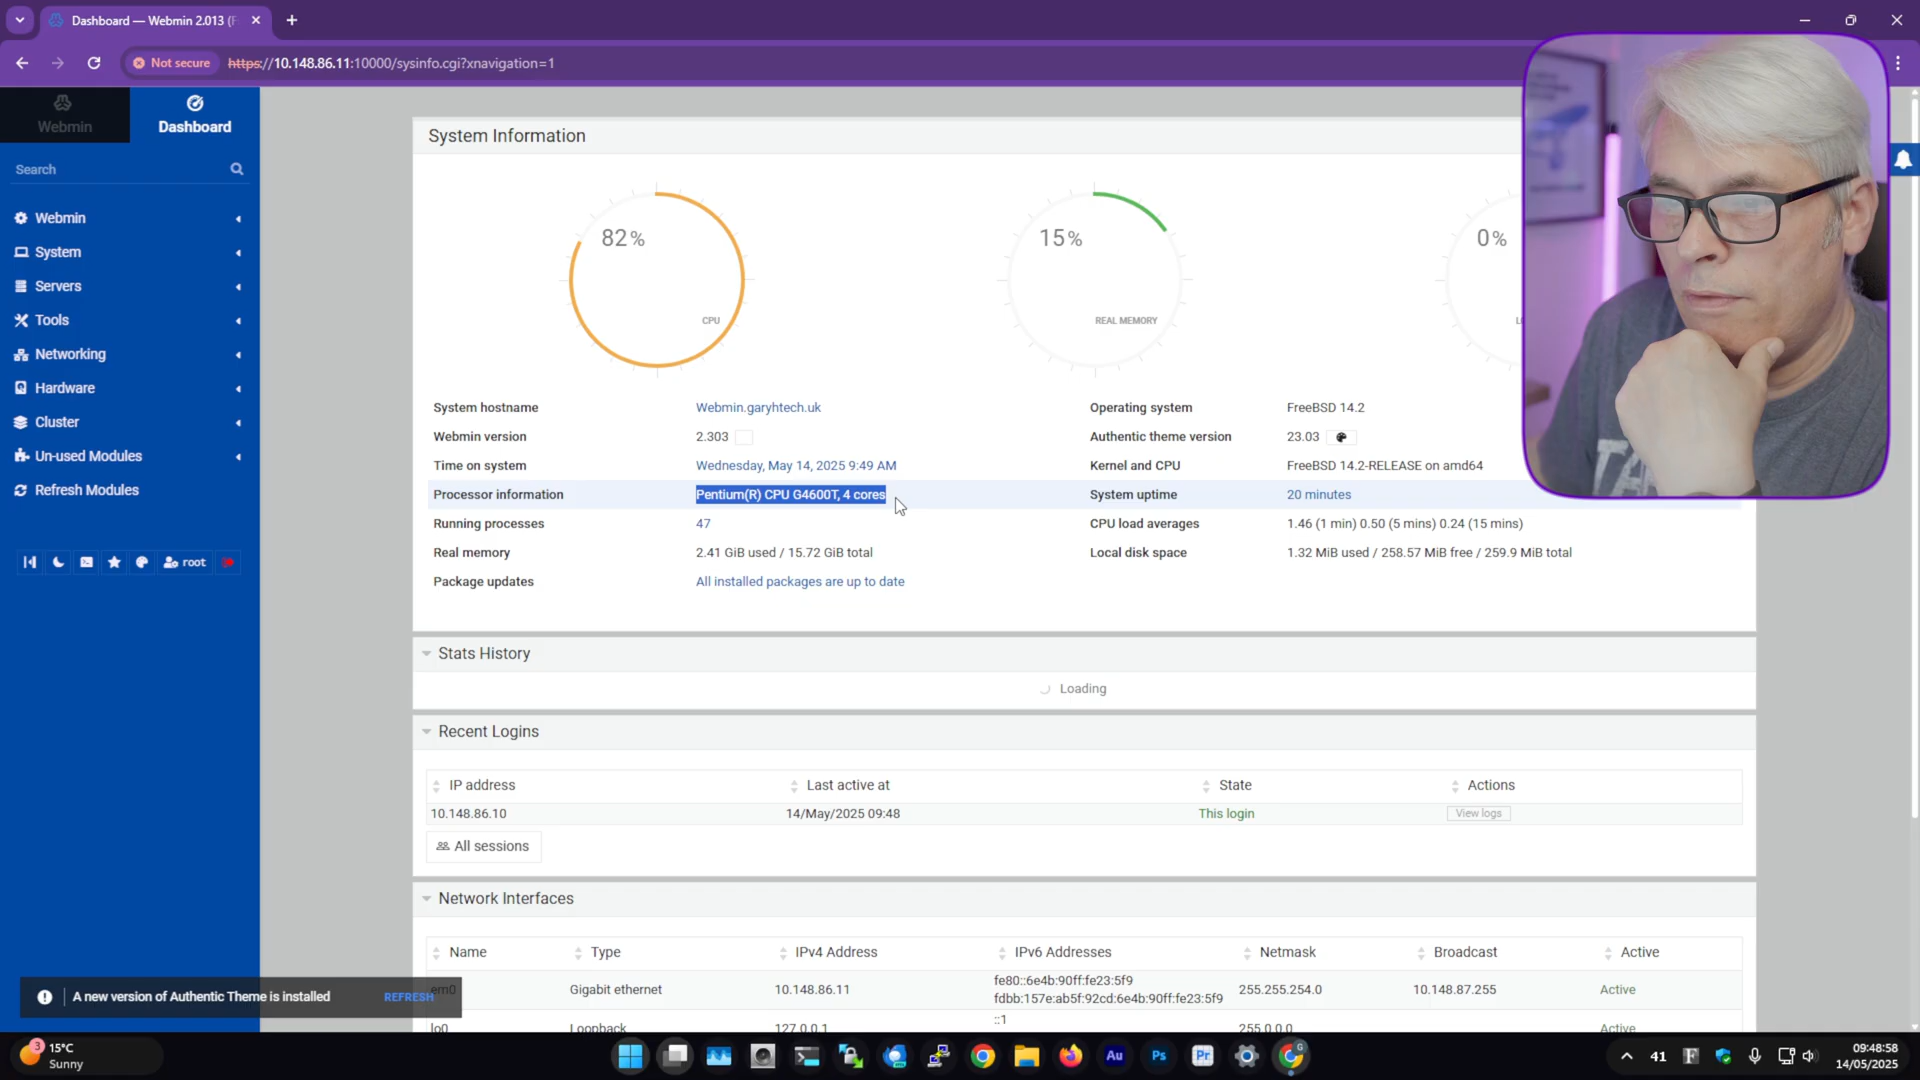 Dashboard — Webmin 2.013 (F
Not secure
https://10.148.86.11:10000/sysinfo.cgi?xnavigation=1
Webmin
Dashboard
Search
Webmin
System
Servers
Tools
Networking
Hardware
Cluster
Un-used Modules
Refresh Modules
root
System Information
82%
CPU
15%
REAL MEMORY
0%
System hostname Webmin.garyhtech.uk Operating system FreeBSD 14.2
Webmin version 2.303 Authentic theme version 23.03
Time on system Wednesday, May 14, 2025 9:49 AM Kernel and CPU FreeBSD 14.2-RELEASE on amd64
Processor information Pentium(R) CPU G4600T, 4 cores System uptime 20 minutes
Running processes 47 CPU load averages 1.46 (1 min) 0.50 (5 mins) 0.24 (15 mins)
Real memory 2.41 GiB used / 15.72 GiB total Local disk space 1.32 MiB used / 258.57 MiB free / 259.9 MiB total
Package updates All installed packages are up to date
Stats History
Loading
Recent Logins
IP address Last active at State Actions
10.148.86.10 14/May/2025 09:48 This login View logs
All sessions
Network Interfaces
Name Type IPv4 Address IPv6 Addresses Netmask Broadcast Active
em0 Gigabit ethernet 10.148.86.11 fe80::6e4b:90ff:fe23:5f9 255.255.254.0 10.148.87.255 Active
fdbb:157e:ab5f:92cd:6e4b:90ff:fe23:5f9
lo0 Loopback 127.0.0.1 ::1 255.0.0.0 Active
A new version of Authentic Theme is installed REFRESH
3
15°C
Sunny
Au
Ps
Pr
G
41
F
09:48:58
14/05/2025